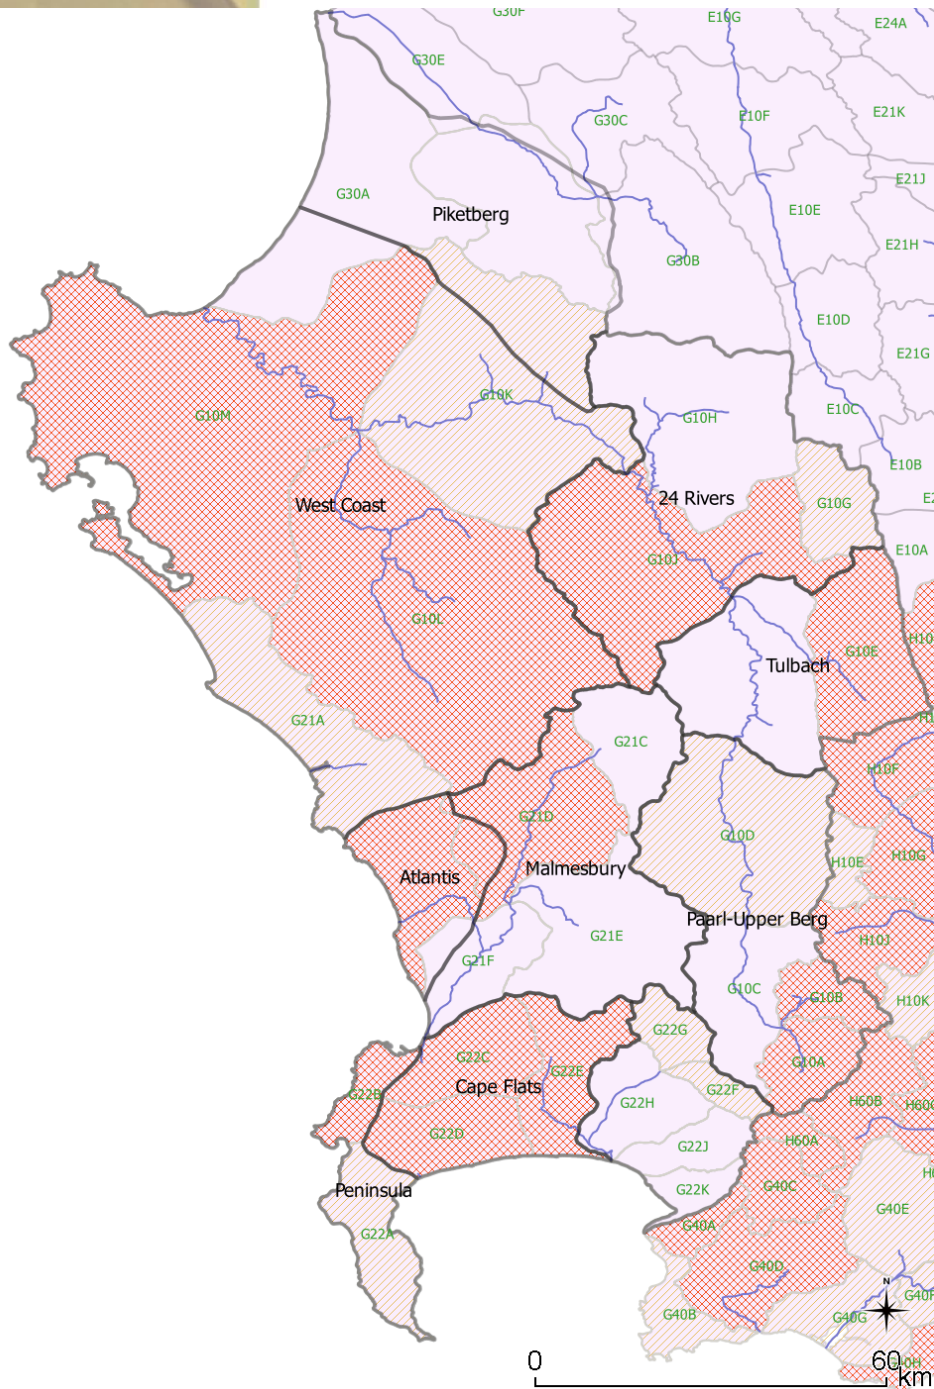 G30F
E10G
E24A
G30E
G30C
E10F
E21K
E21J
G30A
Piketberg
E10E
E21H
G30B
E10D
E21G
G10K
E10C
G10M
G10H
E10B
24 Rivers
G10G
West Coast
E10A
G10J
G10L
H10
G10E
Tulbach
G21A
G21C
H1
H10F
G21D
G10D
H10E
H10G
Atlantis
Malmesbury
Paarl-Upper Berg
G21E
H10J
G21F
G10C
G10B
H10K
G22G
G22C
G10A
G22E
Cape Flats
G22B
G22F
G22H
H60B
G22D
H60A
G22J
Peninsula
G22K
G40C
G40E
G40A
G22A
G40D
N
G40B
G40G
0
60
km